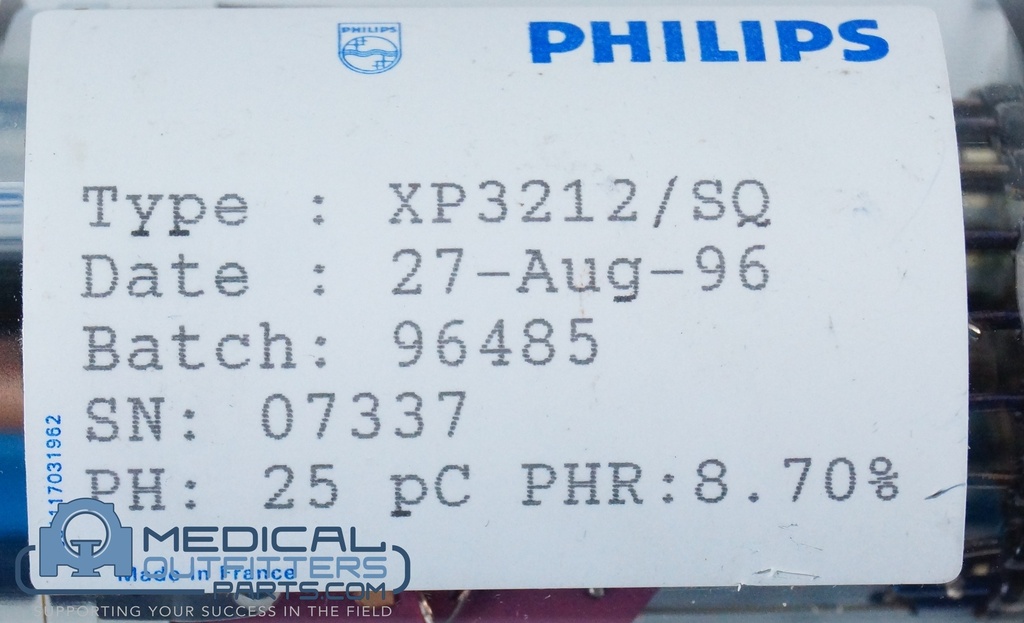 PHILIPS
PHILIPS
Type : XP3212/SQ
Date : 27-Aug-96
Batch: 96485
SN: 07337
PH: 25 pC PHR:8.70%
117031962
Made in France
MEDICAL
OUTFITTERS
PARTS.COM
SUPPORTING YOUR SUCCESS IN THE FIELD